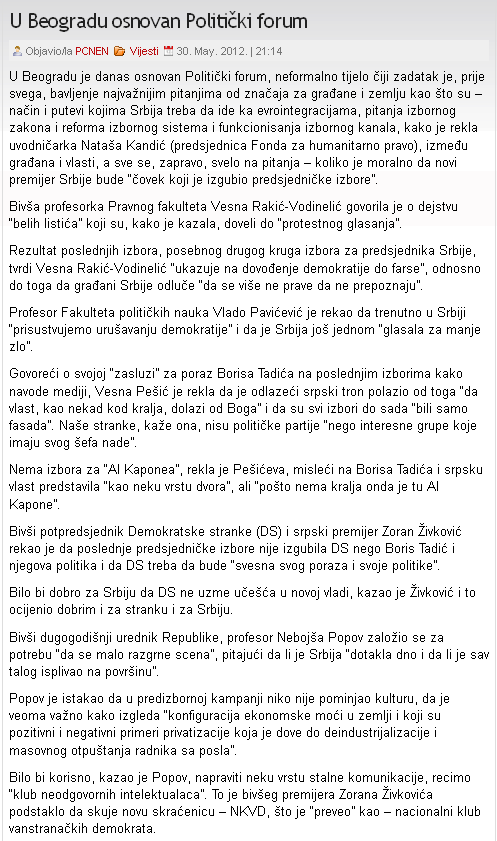 U Beogradu osnovan Politički forum
Objavio/la PCNEN Vijesti 30. May. 2012. | 21:14
U Beogradu je danas osnovan Politički forum, neformalno tijelo čiji zadatak je, prije
svega, bavljenje najvažnijim pitanjima od značaja za građane i zemlju kao što su –
način i putevi kojima Srbija treba da ide ka evrointegracijama, pitanja izbornog
zakona i reforma izbornog sistema i funkcionisanja izbornog kanala, kako je rekla
uvodničarka Nataša Kandić (predsjednica Fonda za humanitarno pravo), između
građana i vlasti, a sve se, zapravo, svelo na pitanja – koliko je moralno da novi
premijer Srbije bude "čovek koji je izgubio predsjedničke izbore".
Bivša profesorka Pravnog fakulteta Vesna Rakić-Vodinelić govorila je o dejstvu
"belih listića" koji su, kako je kazala, doveli do "protestnog glasanja".
Rezultat poslednjih izbora, posebnog drugog kruga izbora za predsjednika Srbije,
tvrdi Vesna Rakić-Vodinelić "ukazuje na dovođenje demokratije do farse", odnosno
do toga da građani Srbije odluče "da se više ne prave da ne prepoznaju".
Profesor Fakulteta političkih nauka Vlado Pavićević je rekao da trenutno u Srbiji
"prisustvujemo urušavanju demokratije" i da je Srbija još jednom "glasala za manje
zlo".
Govoreći o svojoj "zasluzi" za poraz Borisa Tadića na poslednjim izborima kako
navode mediji, Vesna Pešić je rekla da je odlazeći srpski tron polazio od toga "da
vlast, kao nekad kod kralja, dolazi od Boga" i da su svi izbori do sada "bili samo
fasada". Naše stranke, kaže ona, nisu političke partije "nego interesne grupe koje
imaju svog šefa nade".
Nema izbora za "Al Kaponea", rekla je Pešićeva, misleći na Borisa Tadića i srpsku
vlast predstavila "kao neku vrstu dvora", ali "pošto nema kralja onda je tu Al
Kapone".
Bivši potpredsjednik Demokratske stranke (DS) i srpski premijer Zoran Živković
rekao je da poslednje predsjedničke izbore nije izgubila DS nego Boris Tadić i
njegova politika i da DS treba da bude "svesna svog poraza i svoje politike".
Bilo bi dobro za Srbiju da DS ne uzme učešća u novoj vladi, kazao je Živković i to
ocijenio dobrim i za stranku i za Srbiju.
Bivši dugogodišnji urednik Republike, profesor Nebojša Popov založio se za
potrebu "da se malo razgrne scena", pitajući da li je Srbija "dotakla dno i da li je sav
talog isplivao na površinu".
Popov je istakao da u predizbornoj kampanji niko nije pominjao kulturu, da je
veoma važno kako izgleda "konfiguracija ekonomske moći u zemlji i koji su
pozitivni i negativni primeri privatizacije koja je dove do deindustrijalizacije i
masovnog otpuštanja radnika sa posla".
Bilo bi korisno, kazao je Popov, napraviti neku vrstu stalne komunikacije, recimo
"klub neodgovornih intelektualaca". To je bivšeg premijera Zorana Živkovića
podstaklo da skuje novu skraćenicu – NKVD, što je "preveo" kao – nacionalni klub
vanstranačkih demokrata.